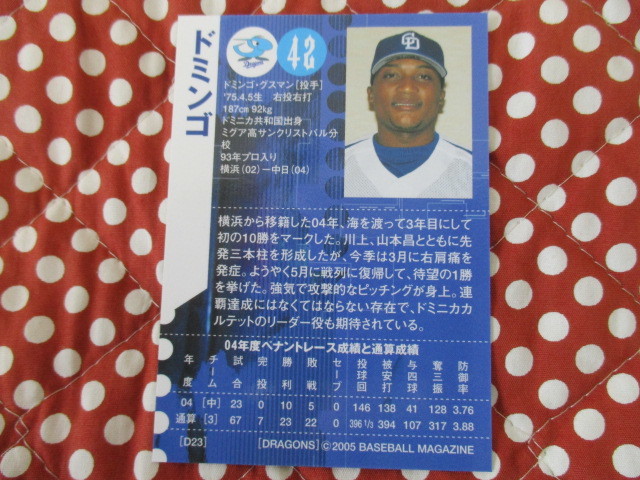 ドミンゴ
Dragons
42
CD
ドミンゴ・グスマン[投手]
'75.4.5生 右投右打
187cm 92kg
ドミニカ共和国出身
ミグア高サンクリストバル分
校
93年プロ入り
横浜(02)ー中日(04)
横浜から移籍した04年、海を渡って3年目にして
初の10勝をマークした。川上、山本昌とともに先
発三本柱を形成したが、今季は3月に右肩痛を
発症。ようやく5月に戦列に復帰して、待望の1勝
を挙げた。強気で攻撃的なピッチングが身上。連
覇達成にはなくてはならない存在で、ドミニカカ
ルテットのリーダー役も期待されている。
04年度ペナントレース成績と通算成績
年度 チーム 試合 完投 勝利 敗戦 セーブ 投球回 被安打 与四球 奪三振 防御率
04 [中] 23 0 10 5 0 146 138 41 128 3.76
通算 [3] 67 7 23 22 0 396 1/3 394 107 317 3.88
[D23] [DRAGONS]©2005 BASEBALL MAGAZINE